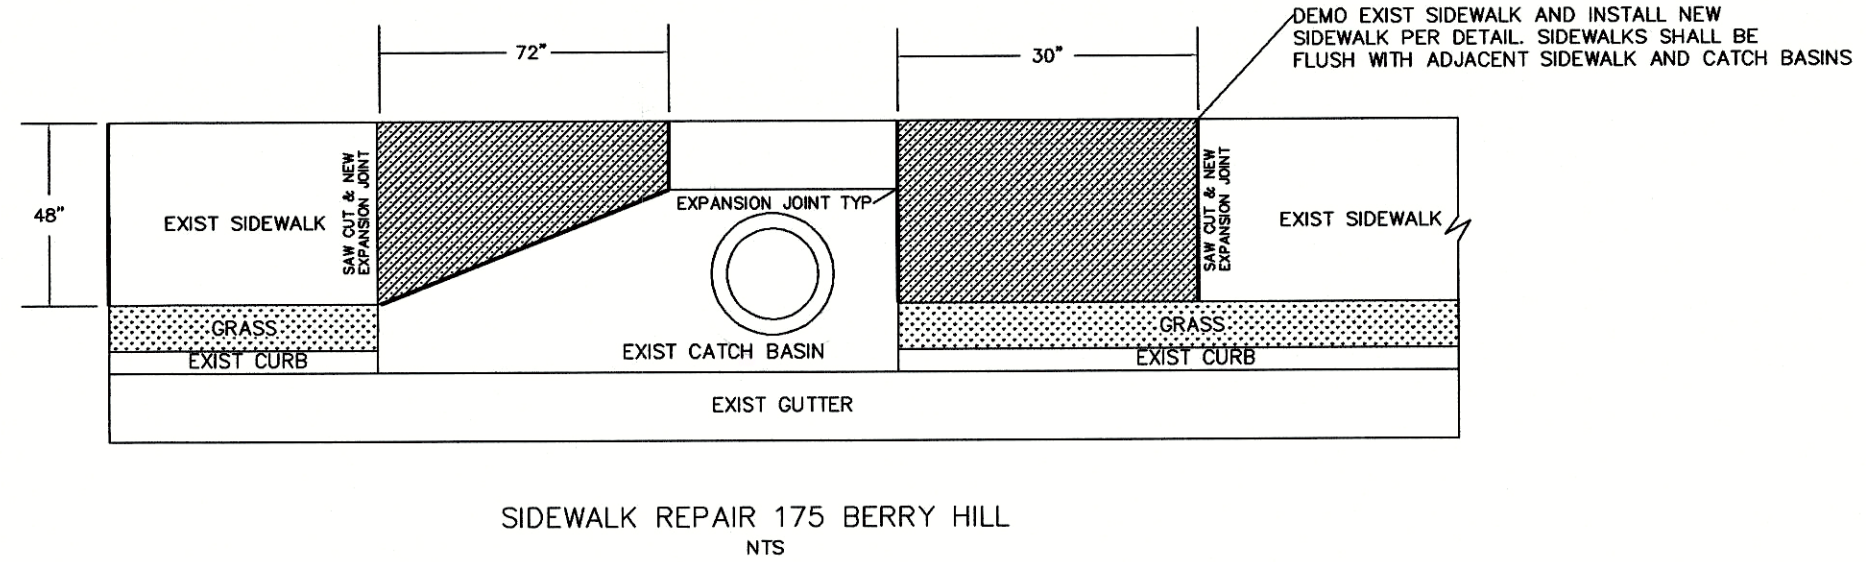 DEMO EXIST SIDEWALK AND INSTALL NEW
SIDEWALK PER DETAIL. SIDEWALKS SHALL BE
FLUSH WITH ADJACENT SIDEWALK AND CATCH BASINS
72"
30"
48"
EXIST SIDEWALK
SAW CUT & NEW
EXPANSION JOINT
EXPANSION JOINT TYP
SAW CUT & NEW
EXPANSION JOINT
EXIST SIDEWALK
GRASS
EXIST CURB
EXIST CATCH BASIN
GRASS
EXIST CURB
EXIST GUTTER
SIDEWALK REPAIR 175 BERRY HILL
NTS